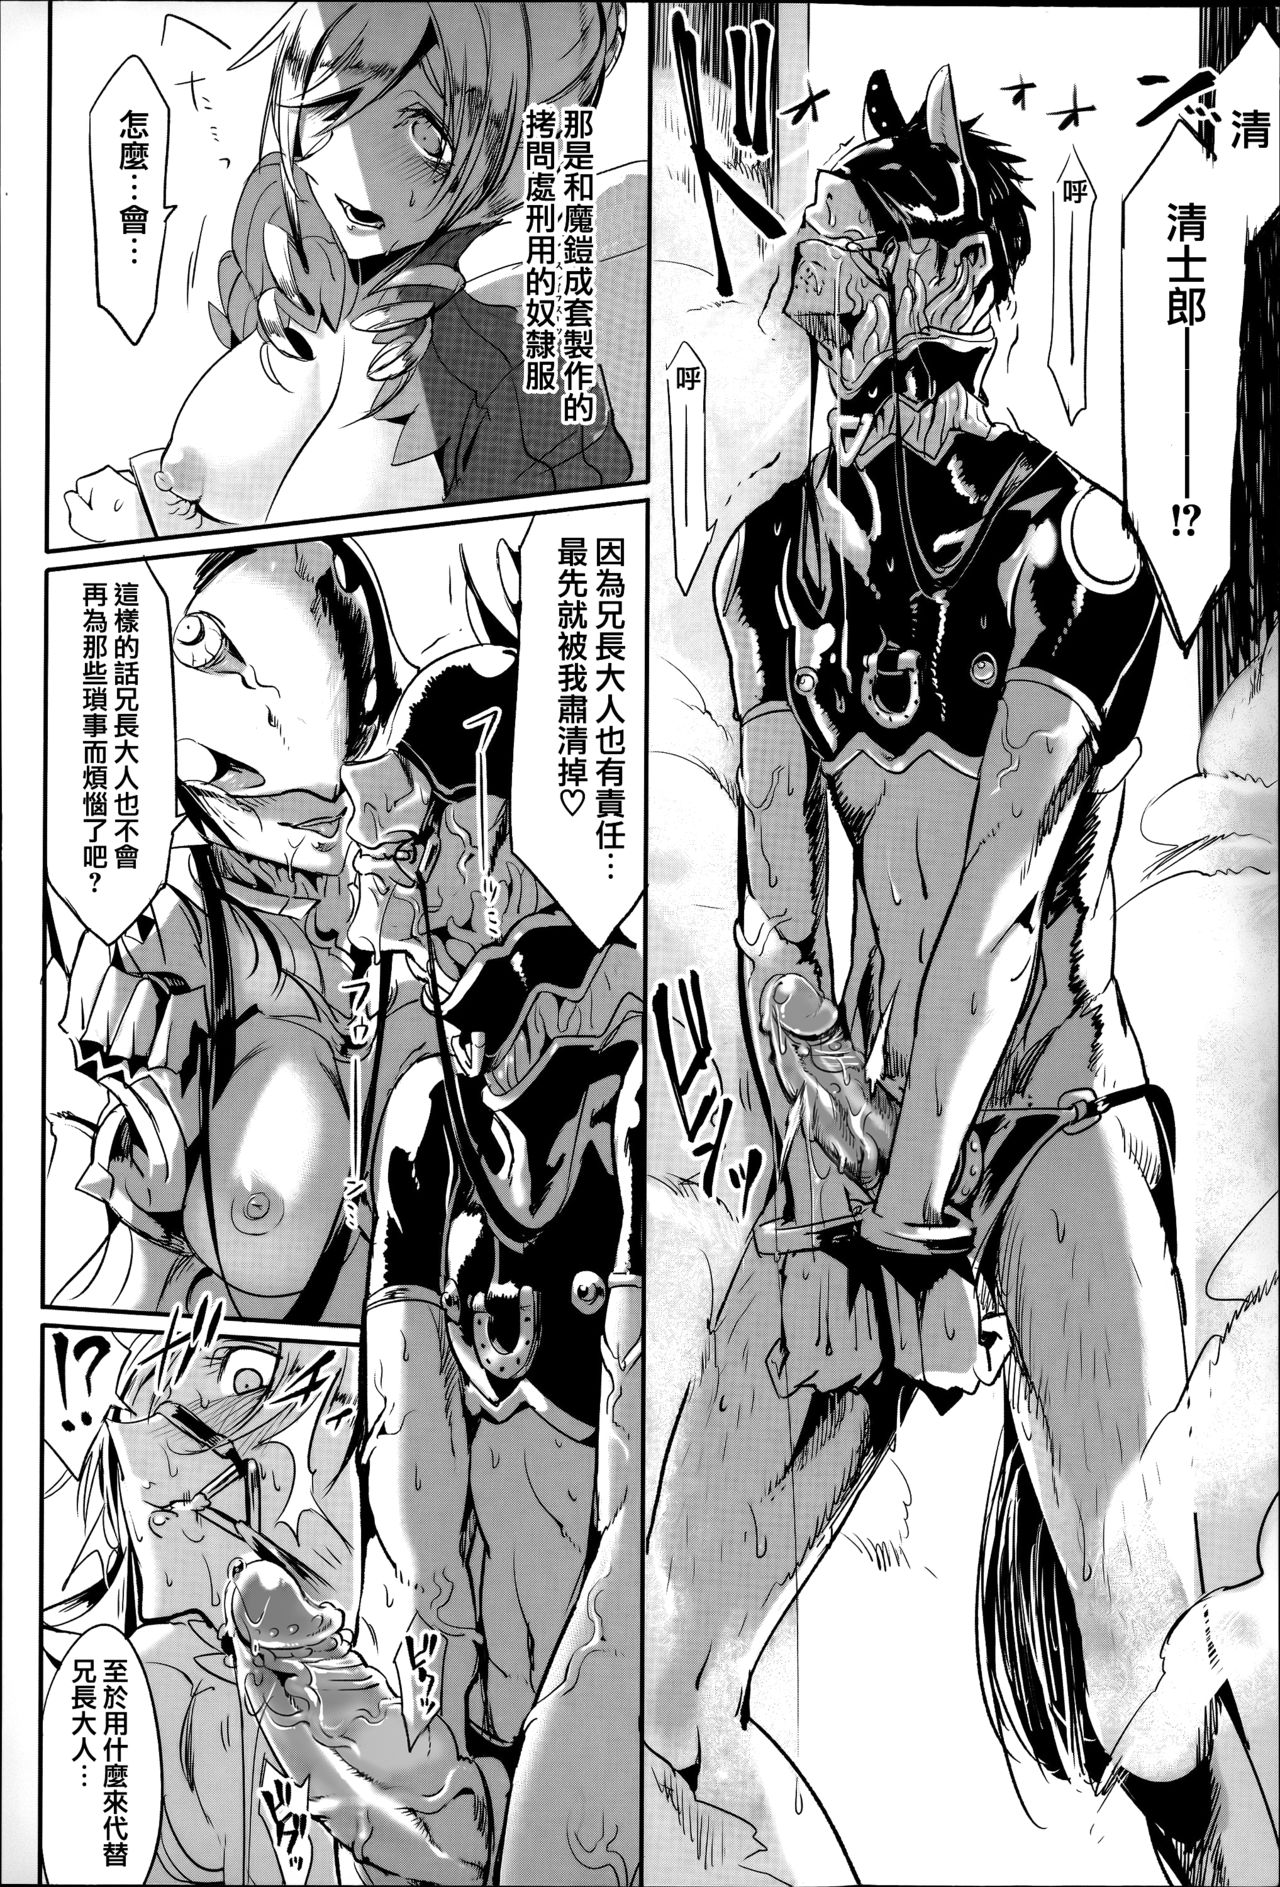 清
清士郎────!?
呼
呼
那是和魔鎧成套製作的
拷問處刑用的奴隸服
怎麼…會…
因為兄長大人也有責任…
最先就被我肅清掉♡
這樣的話兄長大人也不會
再為那些瑣事而煩惱了吧？
!?
至於用什麼來代替
兄長大人…